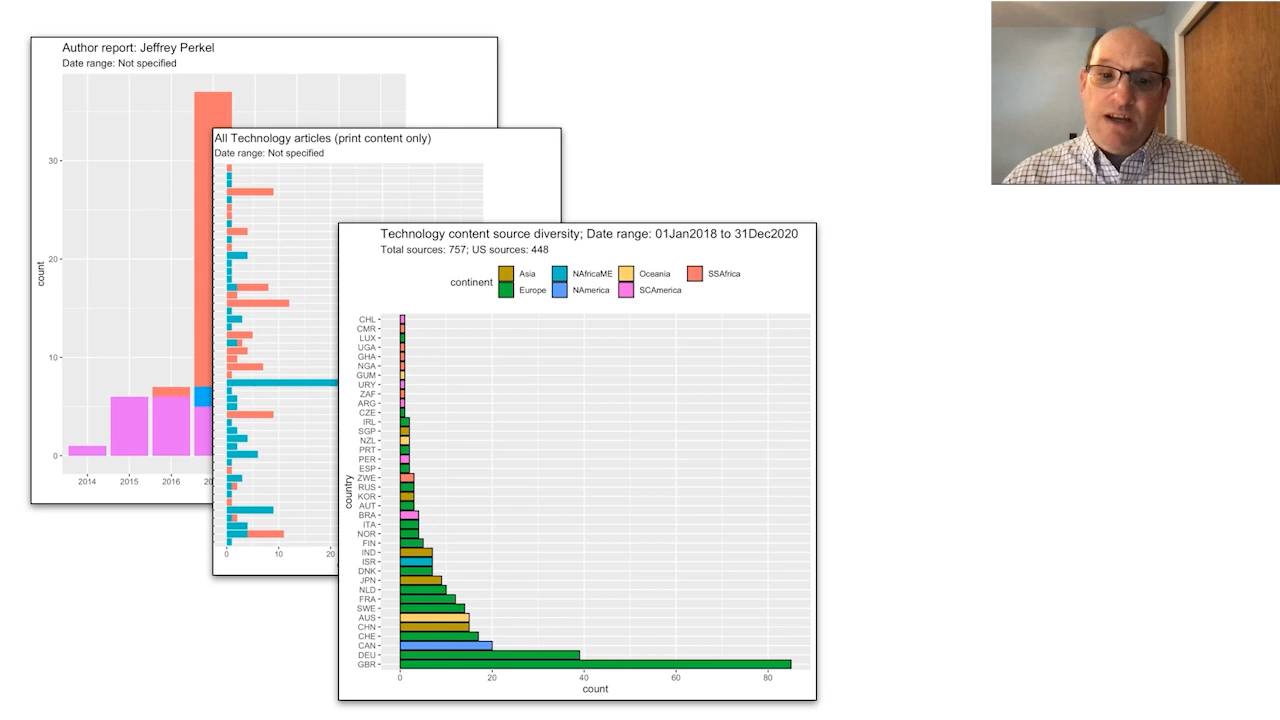 Author report: Jeffrey Perkel
Date range: Not specified
count
30
20
10
0
2014 2015 2016
All Technology articles (print content only)
Date range: Not specified
0 10
Technology content source diversity; Date range: 01Jan2018 to 31Dec2020
Total sources: 757; US sources: 448
continent
Asia NAfricaME Oceania SSAfrica
Europe NAmerica SCAmerica
country
CHL
CMR
LUX
UGA
GHA
NGA
GUM
URY
ZAF
ARG
CZE
IRL
SGP
NZL
PRT
PER
ESP
ZWE
RUS
KOR
AUT
BRA
ITA
NOR
FIN
IND
ISR
DNK
JPN
NLD
FRA
SWE
AUS
CHN
CHE
CAN
DEU
GBR
0 20 40 60 80
count